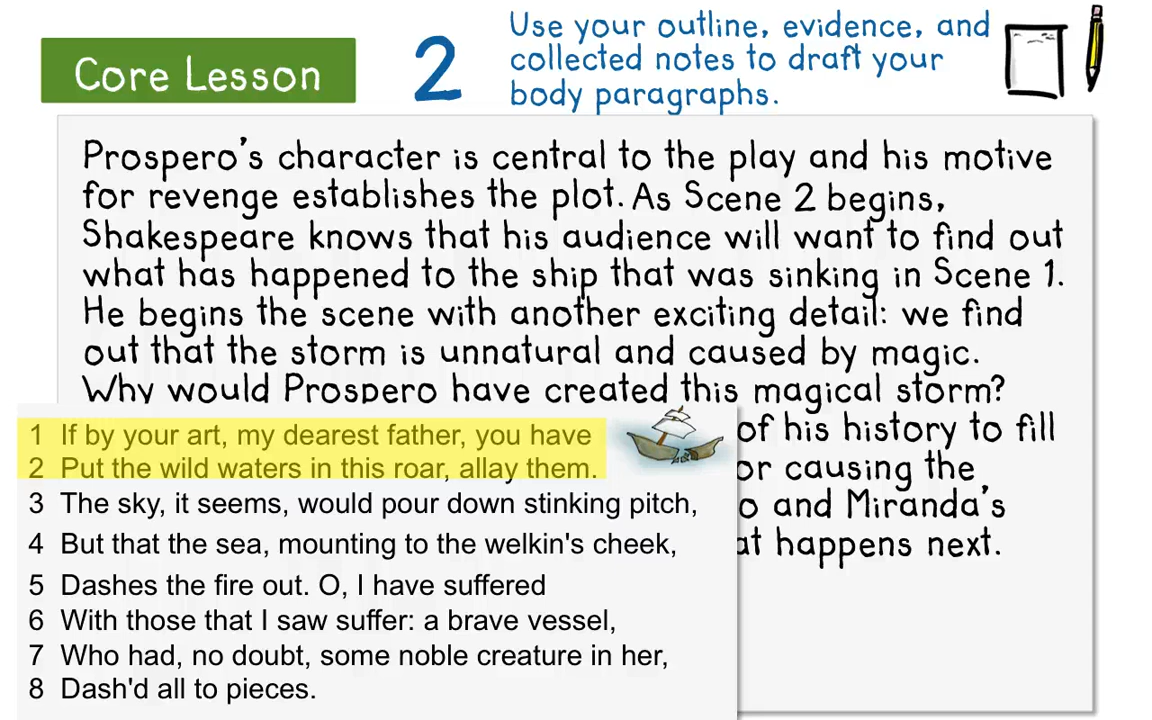 Core Lesson
2
Use your outline, evidence, and
collected notes to draft your
body paragraphs.
Prospero's character is central to the play and his motive
for revenge establishes the plot. As Scene 2 begins,
Shakespeare knows that his audience will want to find out
what has happened to the ship that was sinking in Scene 1.
He begins the scene with another exciting detail: we find
out that the storm is unnatural and caused by magic.
Why would Prospero have created this magical storm?
of his history to fill
or causing the
and Miranda's
happens next.
1 If by your art, my dearest father, you have
2 Put the wild waters in this roar, allay them.
3 The sky, it seems, would pour down stinking pitch,
4 But that the sea, mounting to the welkin's cheek,
5 Dashes the fire out. O, I have suffered
6 With those that I saw suffer: a brave vessel,
7 Who had, no doubt, some noble creature in her,
8 Dash'd all to pieces.